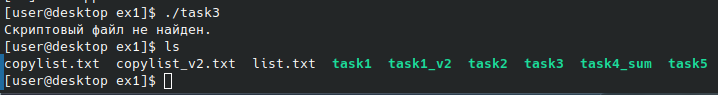 [user@desktop ex1]$ ./task3
Скриптовый файл не найден.
[user@desktop ex1]$ ls
copylist.txt copylist_v2.txt list.txt task1 task1_v2 task2 task3 task4_sum task5
[user@desktop ex1]$